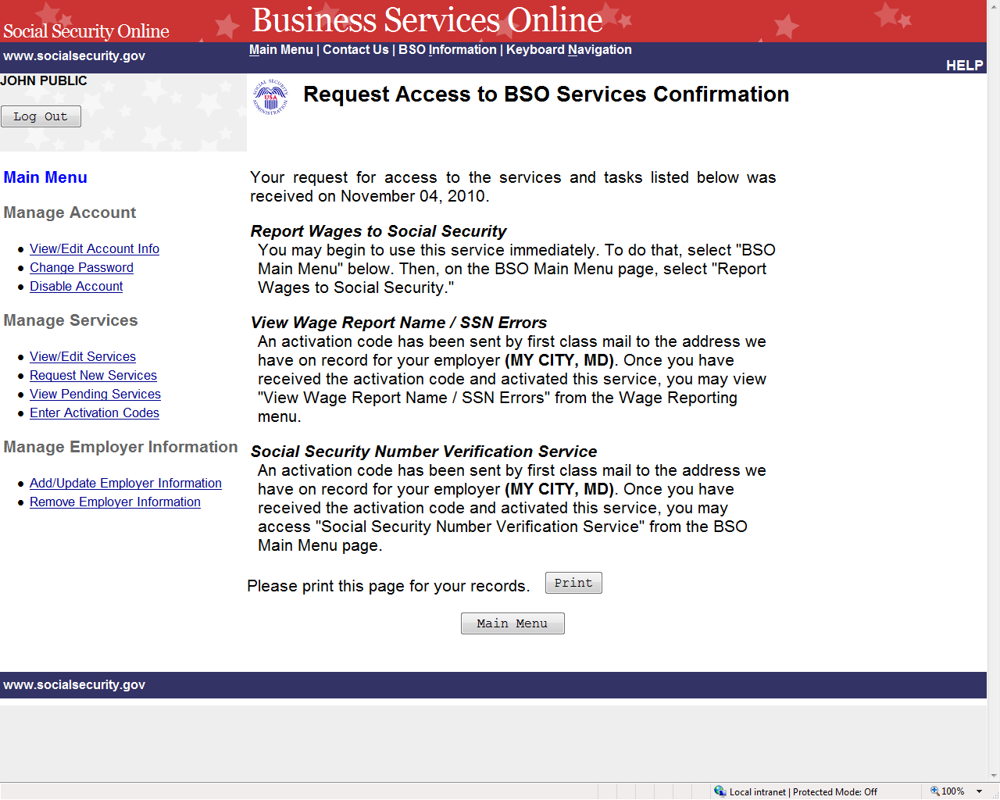 Social Security Online
Business Services Online
www.socialsecurity.gov
Main Menu | Contact Us | BSO Information | Keyboard Navigation
HELP
JOHN PUBLIC
Log Out
SOCIAL SECURITY
USA
ADMINISTRATION
Request Access to BSO Services Confirmation
Main Menu
Manage Account
View/Edit Account Info
Change Password
Disable Account
Manage Services
View/Edit Services
Request New Services
View Pending Services
Enter Activation Codes
Manage Employer Information
Add/Update Employer Information
Remove Employer Information
Your request for access to the services and tasks listed below was
received on November 04, 2010.
Report Wages to Social Security
You may begin to use this service immediately. To do that, select "BSO
Main Menu" below. Then, on the BSO Main Menu page, select "Report
Wages to Social Security."
View Wage Report Name / SSN Errors
An activation code has been sent by first class mail to the address we
have on record for your employer (MY CITY, MD). Once you have
received the activation code and activated this service, you may view
"View Wage Report Name / SSN Errors" from the Wage Reporting
menu.
Social Security Number Verification Service
An activation code has been sent by first class mail to the address we
have on record for your employer (MY CITY, MD). Once you have
received the activation code and activated this service, you may
access "Social Security Number Verification Service" from the BSO
Main Menu page.
Please print this page for your records.
Print
Main Menu
www.socialsecurity.gov
Local intranet | Protected Mode: Off
100%